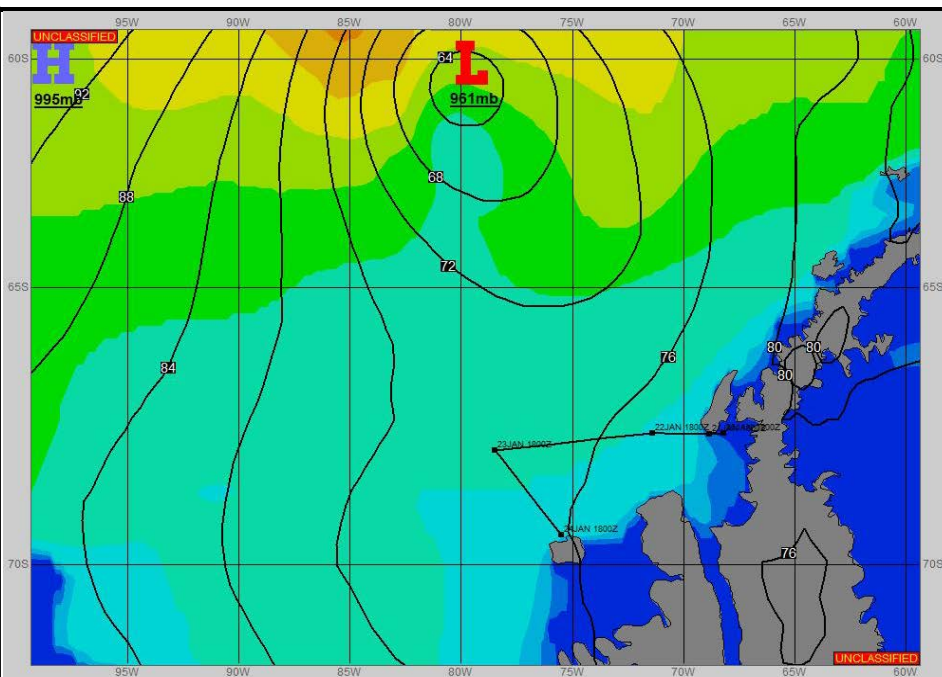 95W 90W 85W 80W 75W 70W 65W 60W
UNCLASSIFIED
60S 60S
H L
64
995mb 961mb
92
68
88
72
65S 65S
80 80
76
84
80
22JAN 1800Z
23JAN 1800Z
24JAN 1800Z
76
70S 70S
UNCLASSIFIED
95W 90W 85W 80W 75W 70W 65W 60W